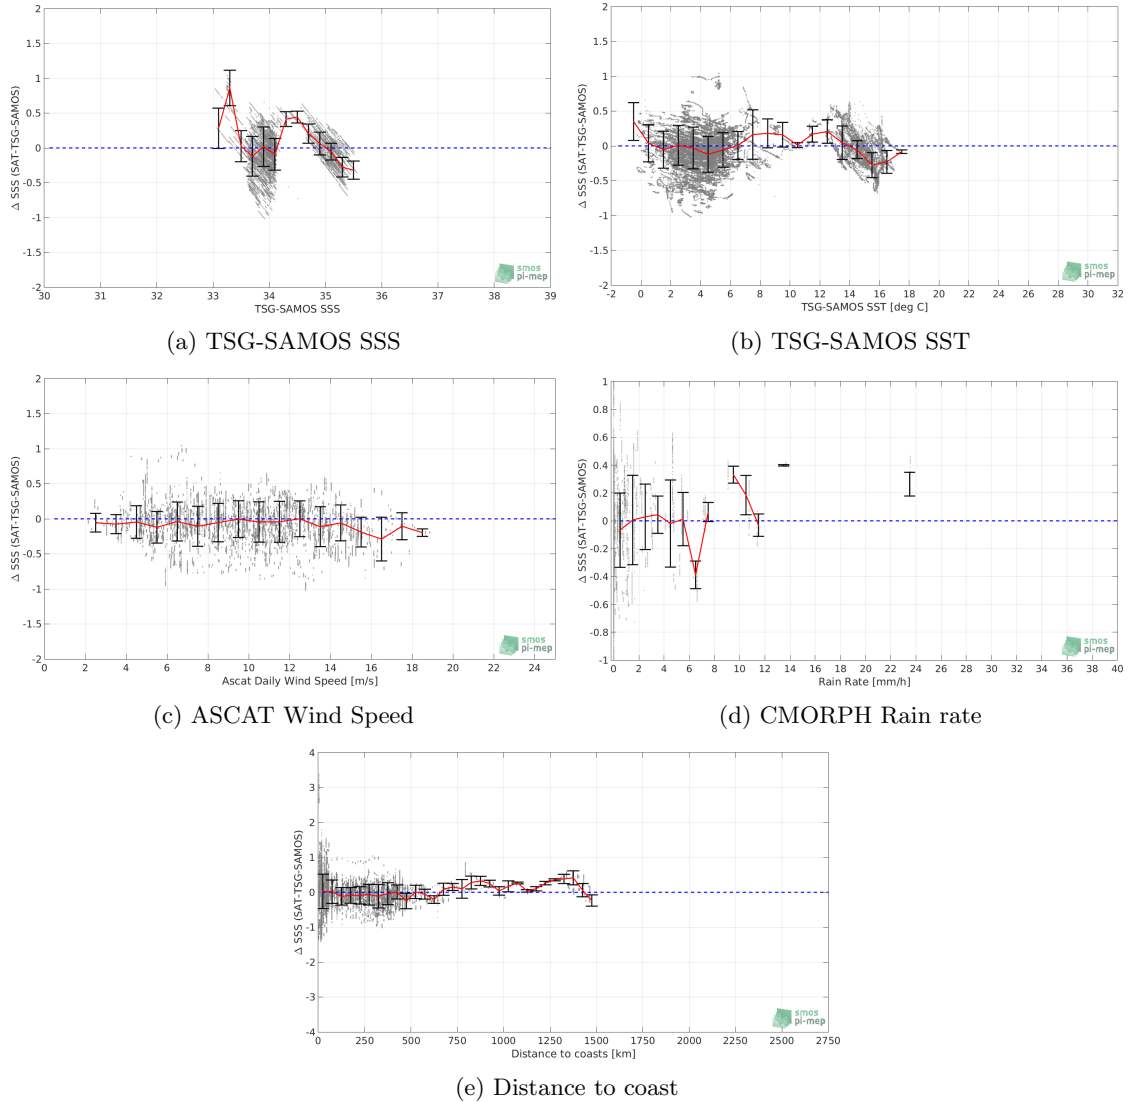 2
1.5
1
0.5
0
-0.5
-1
-1.5
-2
Δ SSS (SAT-TSG-SAMOS)
30 31 32 33 34 35 36 37 38 39
TSG-SAMOS SSS
smos
pi-mep
(a) TSG-SAMOS SSS
2
1.5
1
0.5
0
-0.5
-1
-1.5
-2
Δ SSS (SAT-TSG-SAMOS)
-2 0 2 4 6 8 10 12 14 16 18 20 22 24 26 28 30 32
TSG-SAMOS SST [deg C]
smos
pi-mep
(b) TSG-SAMOS SST
2
1.5
1
0.5
0
-0.5
-1
-1.5
-2
Δ SSS (SAT-TSG-SAMOS)
0 2 4 6 8 10 12 14 16 18 20 22 24
Ascat Daily Wind Speed [m/s]
smos
pi-mep
(c) ASCAT Wind Speed
1
0.8
0.6
0.4
0.2
0
-0.2
-0.4
-0.6
-0.8
-1
Δ SSS (SAT-TSG-SAMOS)
0 2 4 6 8 10 12 14 16 18 20 22 24 26 28 30 32 34 36 38 40
Rain Rate [mm/h]
smos
pi-mep
(d) CMORPH Rain rate
4
3
2
1
0
-1
-2
-3
-4
Δ SSS (SAT-TSG-SAMOS)
0 250 500 750 1000 1250 1500 1750 2000 2250 2500 2750
Distance to coasts [km]
smos
pi-mep
(e) Distance to coast